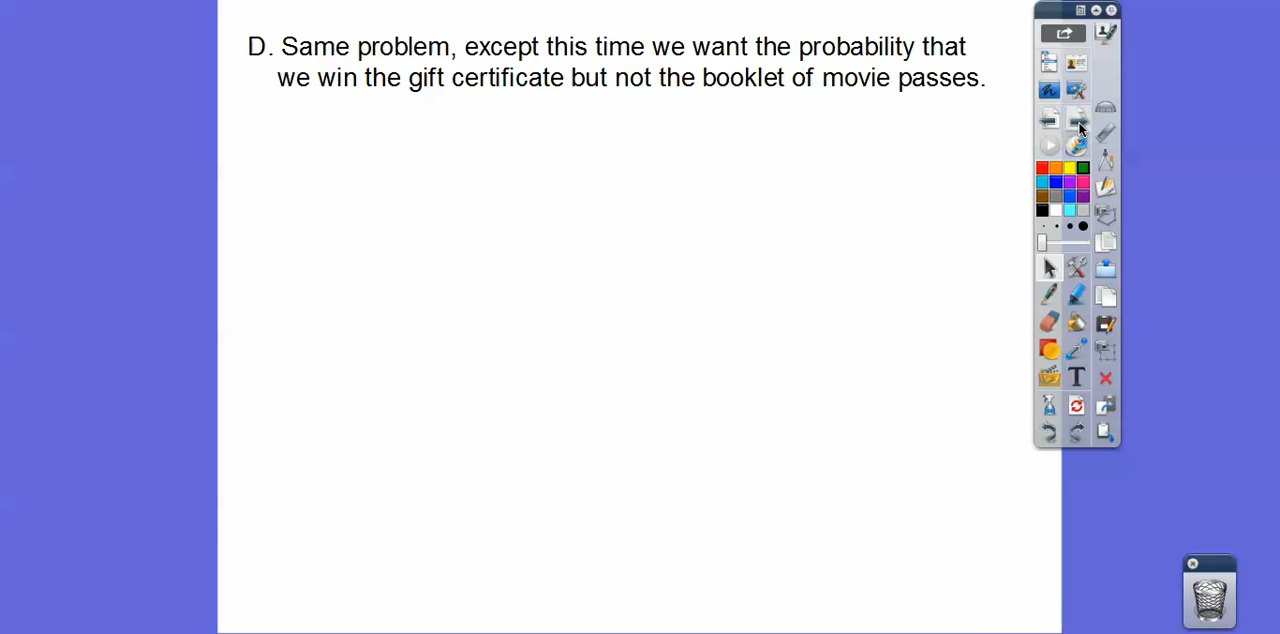 D. Same problem, except this time we want the probability that
we win the gift certificate but not the booklet of movie passes.